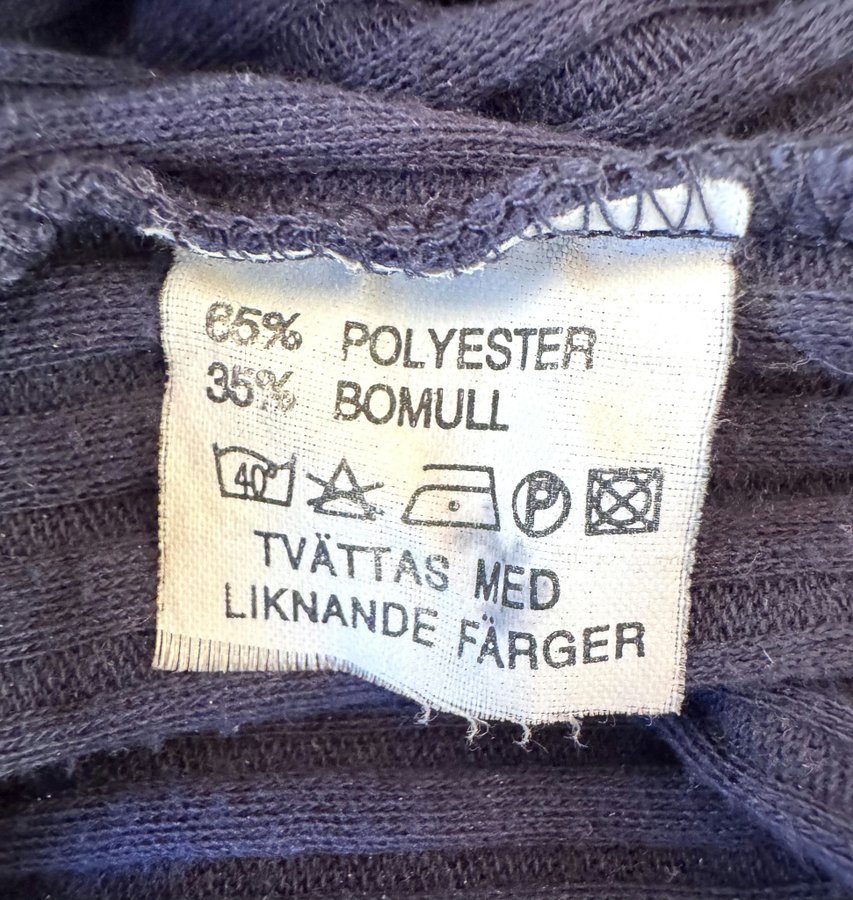 65% POLYESTER
35% BOMULL
40° P
TVÄTTAS MED
LIKNANDE FÄRGER